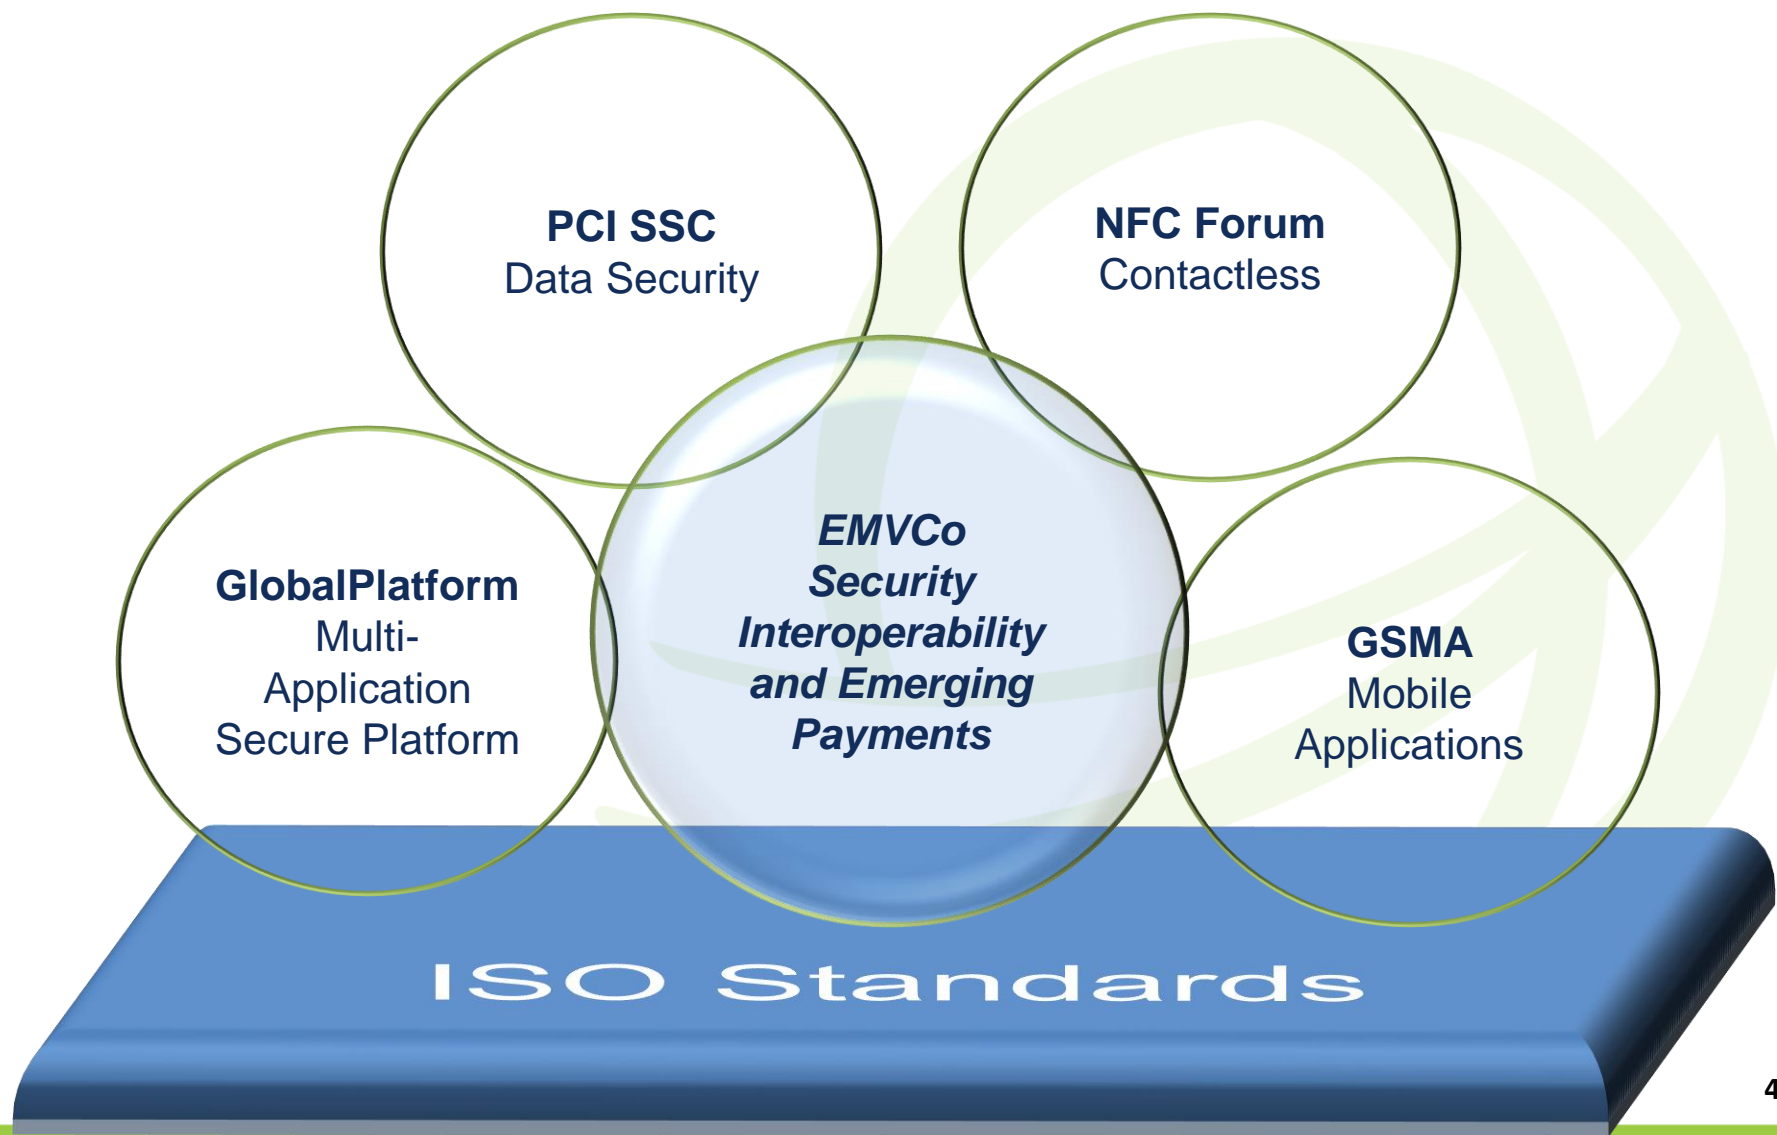 PCI SSC
Data Security
NFC Forum
Contactless
GlobalPlatform
Multi-
Application
Secure Platform
EMVCo
Security
Interoperability
and Emerging
Payments
GSMA
Mobile
Applications
ISO Standards
4